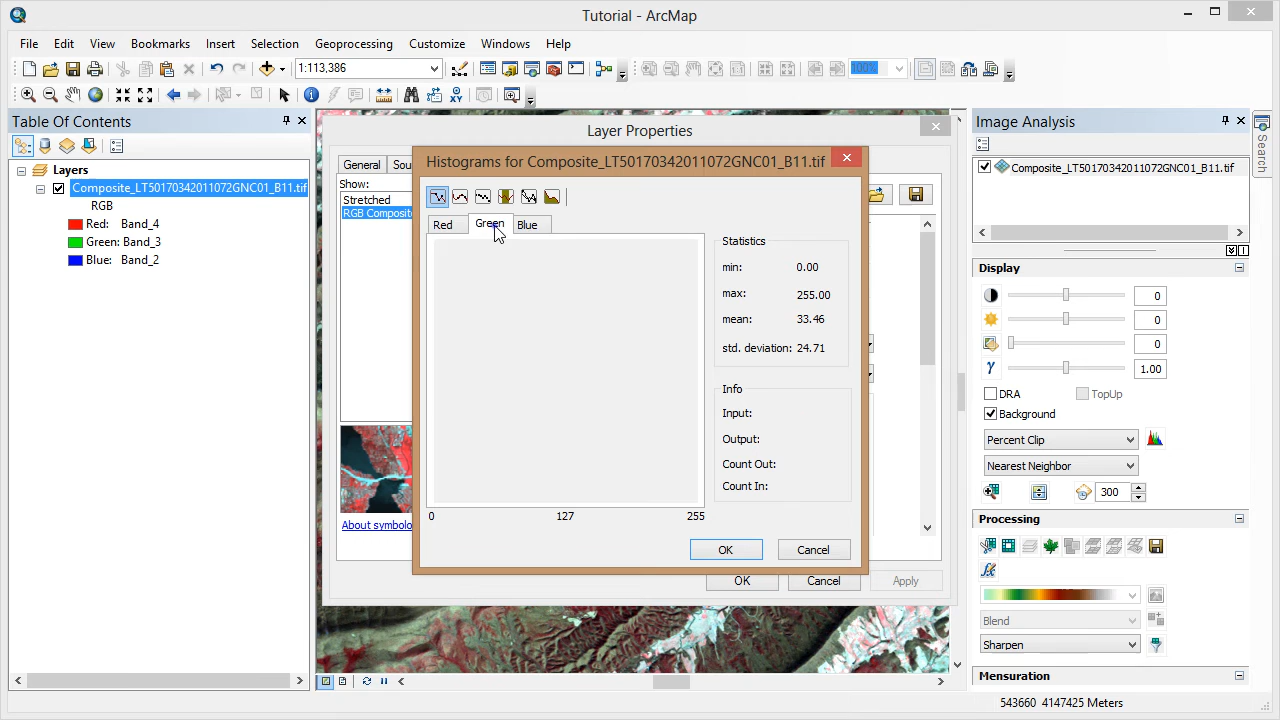 Tutorial - ArcMap
File Edit View Bookmarks Insert Selection Geoprocessing Customize Windows Help
1:113,386
100%
Table Of Contents
Layers
Composite_LT50170342011072GNC01_B11.tif
RGB
Red: Band_4
Green: Band_3
Blue: Band_2
Layer Properties
General
Show:
Stretched
About symbolo
Histograms for Composite_LT50170342011072GNC01_B11.tif
Red Green Blue
0 127 255
Statistics
min: 0.00
max: 255.00
mean: 33.46
std. deviation: 24.71
Info
Input:
Output:
Count Out:
Count In:
OK Cancel
OK Cancel Apply
Image Analysis
Composite_LT50170342011072GNC01_B11.tif
Display
0
0
0
1.00
DRA TopUp
Background
Percent Clip
Nearest Neighbor
300
Processing
Blend
Sharpen
Mensuration
Search
543660 4147425 Meters